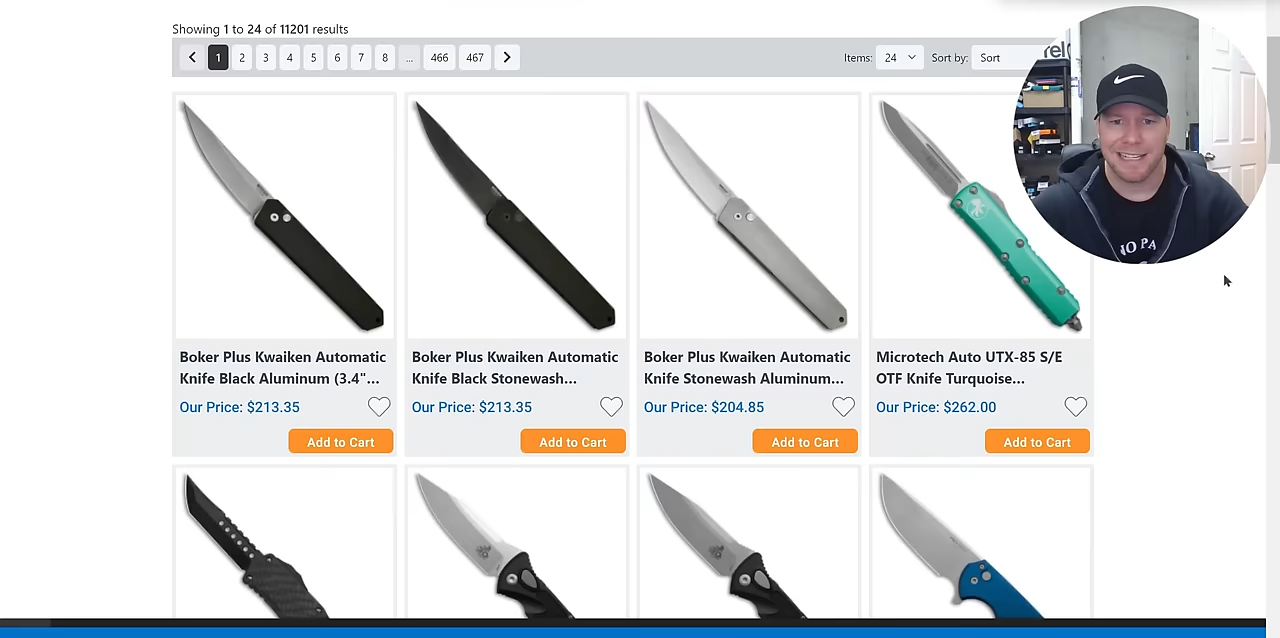 Showing 1 to 24 of 11201 results
1 2 3 4 5 6 7 8 ... 466 467
Items: 24 Sort by: Sort
Boker Plus Kwaiken Automatic
Knife Black Aluminum (3.4"...
Our Price: $213.35
Add to Cart
Boker Plus Kwaiken Automatic
Knife Black Stonewash...
Our Price: $213.35
Add to Cart
Boker Plus Kwaiken Automatic
Knife Stonewash Aluminum...
Our Price: $204.85
Add to Cart
Microtech Auto UTX-85 S/E
OTF Knife Turquoise...
Our Price: $262.00
Add to Cart
NO PA